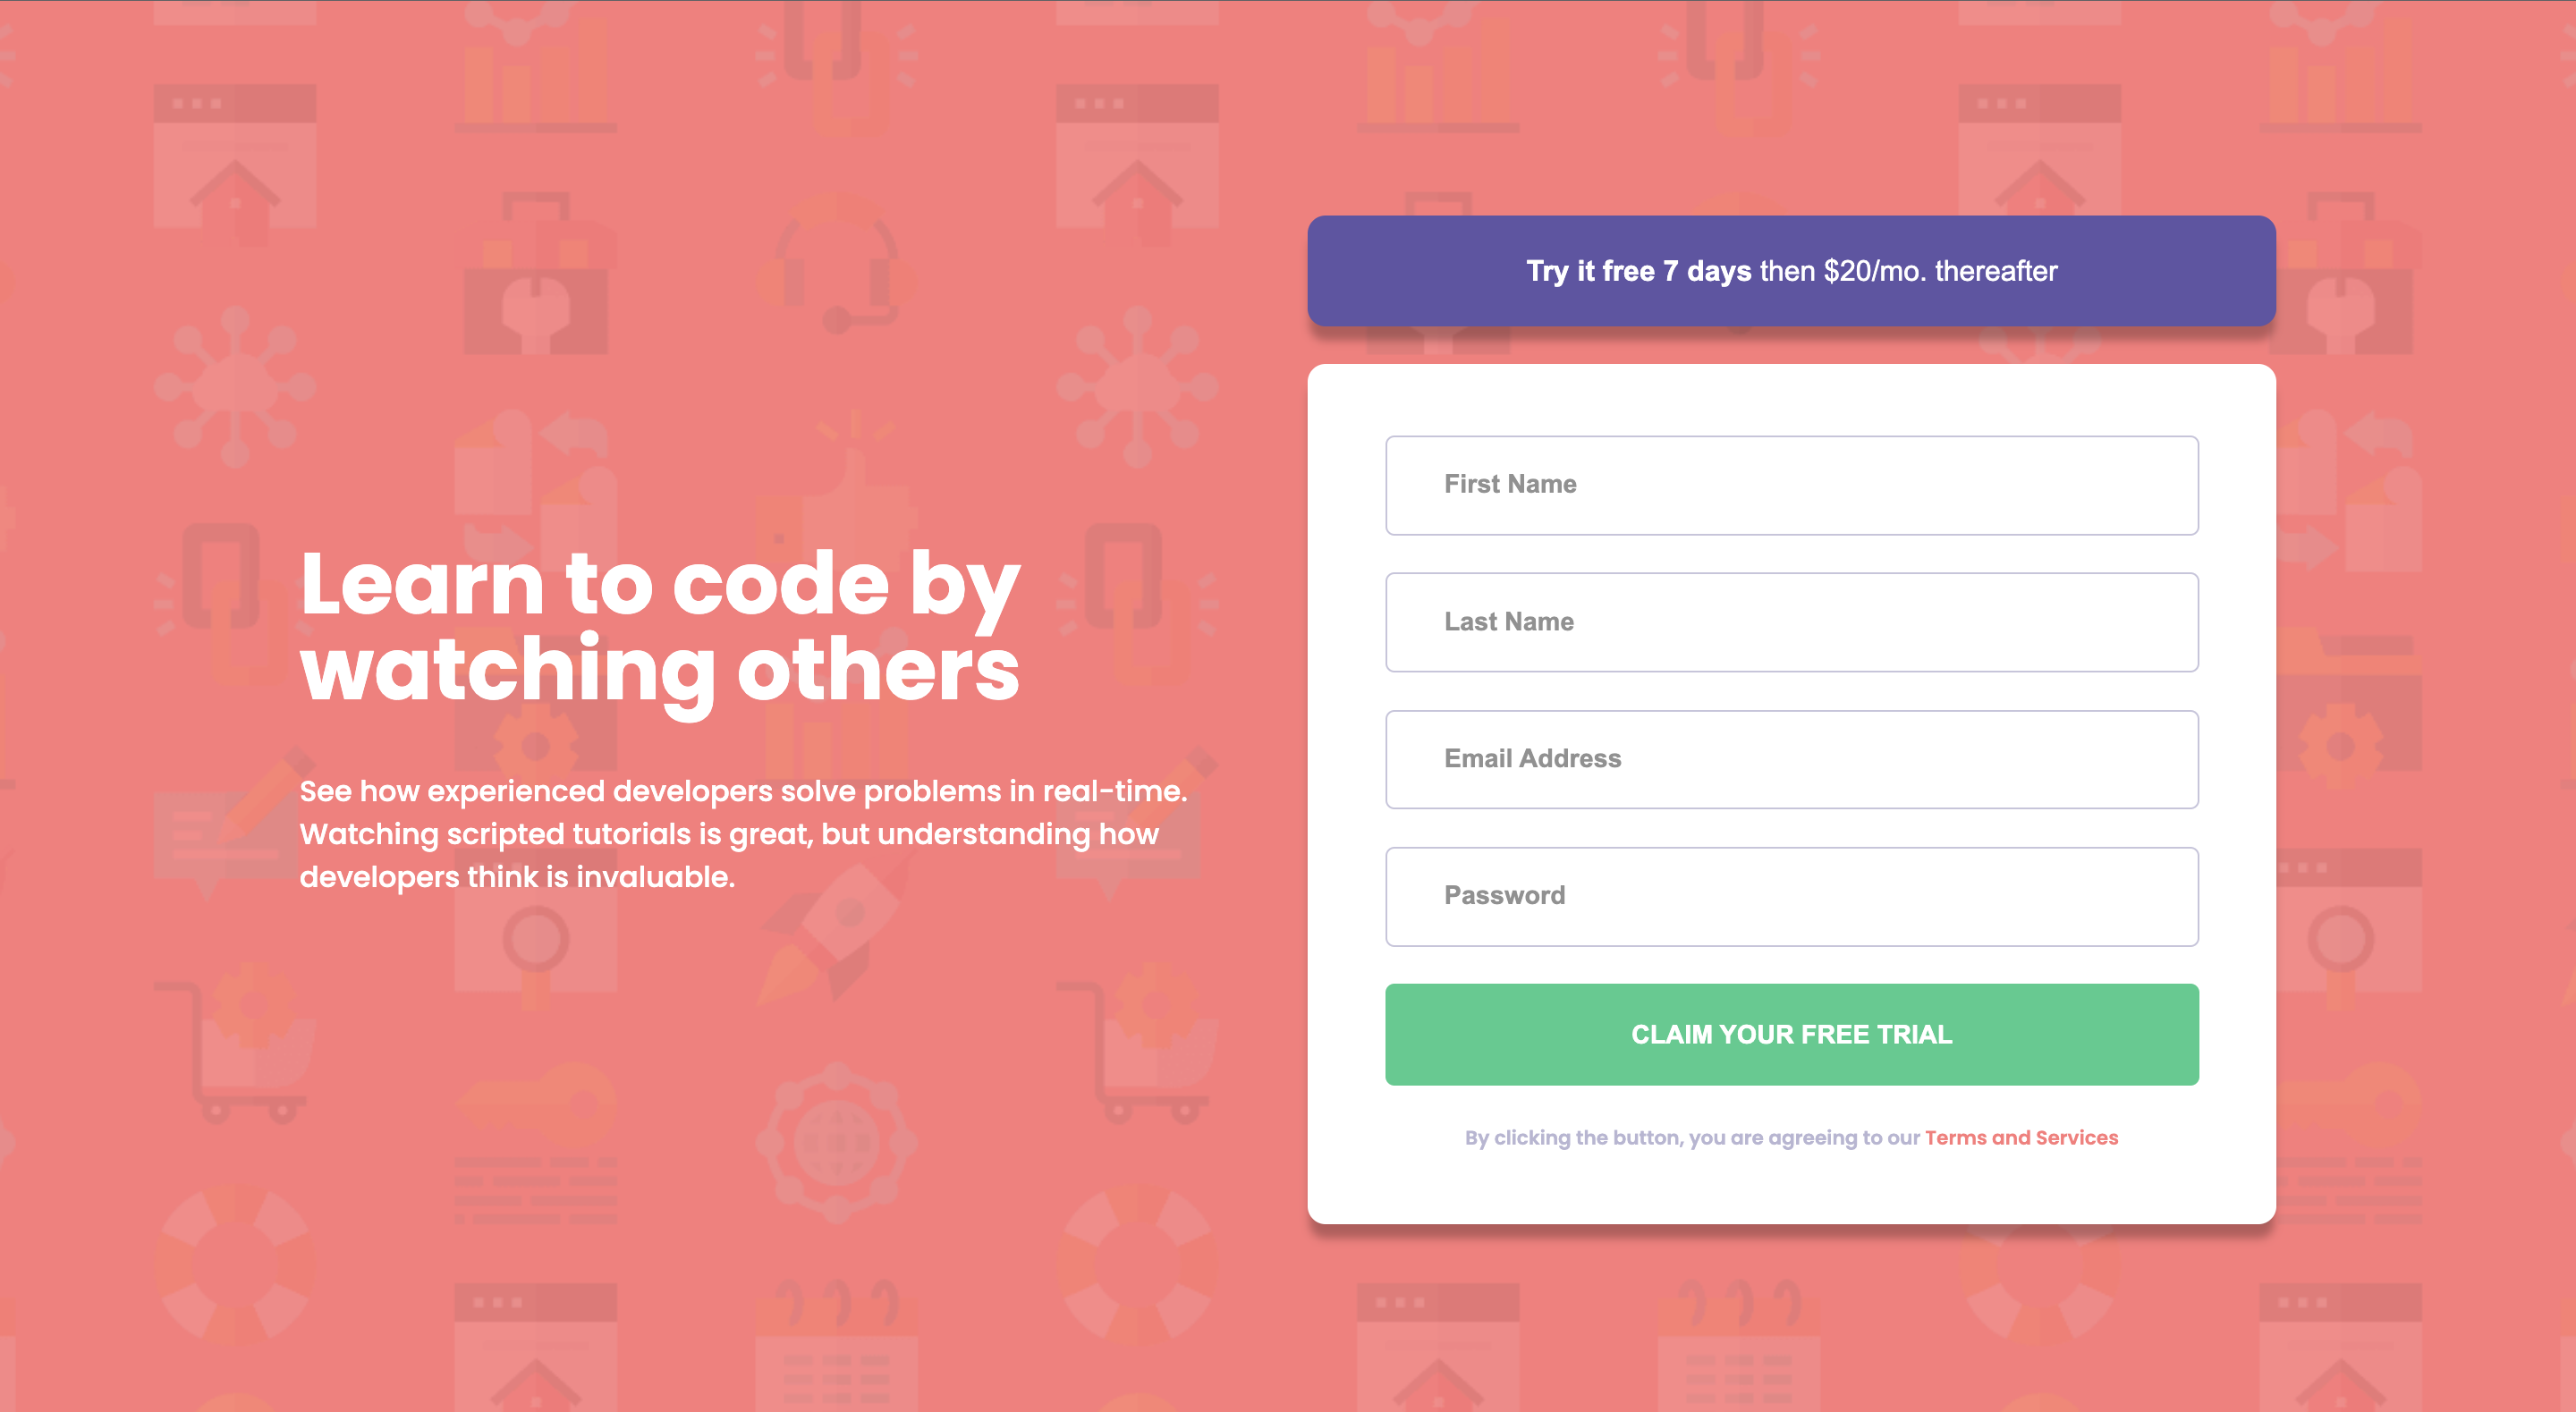 Learn to code by
watching others
See how experienced developers solve problems in real-time.
Watching scripted tutorials is great, but understanding how
developers think is invaluable.
Try it free 7 days then $20/mo. thereafter
First Name
Last Name
Email Address
Password
CLAIM YOUR FREE TRIAL
By clicking the button, you are agreeing to our Terms and Services